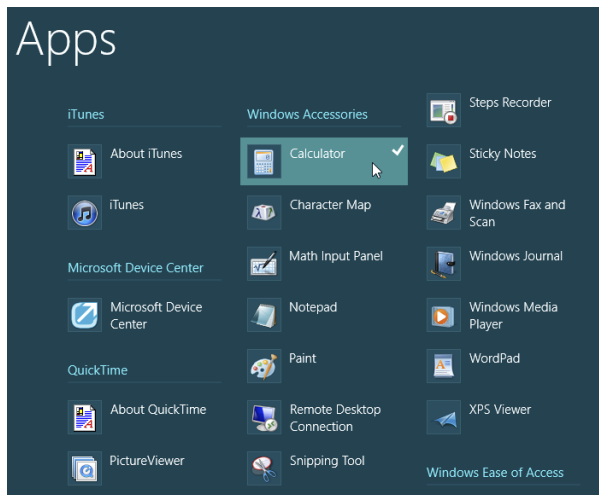 Apps
iTunes
About iTunes
iTunes
Microsoft Device Center
Microsoft Device
Center
QuickTime
About QuickTime
PictureViewer
Windows Accessories
Calculator
Character Map
Math Input Panel
Notepad
Paint
Remote Desktop
Connection
Snipping Tool
Steps Recorder
Sticky Notes
Windows Fax and
Scan
Windows Journal
Windows Media
Player
WordPad
XPS Viewer
Windows Ease of Access